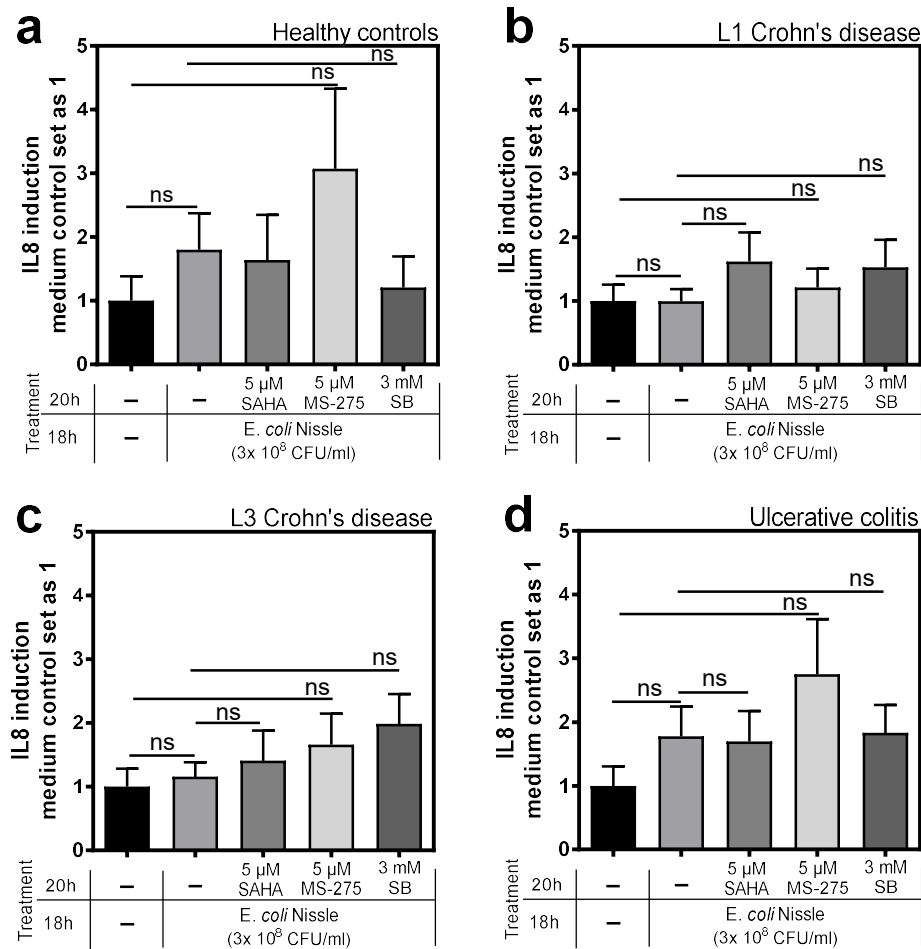 a
Healthy controls
IL8 induction
medium control set as 1
5
4
3
2
1
0
ns
ns
ns
Treatment
20h
–
–
5 µM
SAHA
5 µM
MS-275
3 mM
SB
18h
–
E. coli Nissle
(3x 10⁸ CFU/ml)
b
L1 Crohn's disease
IL8 induction
medium control set as 1
5
4
3
2
1
0
ns
ns
ns
ns
Treatment
20h
–
–
5 µM
SAHA
5 µM
MS-275
3 mM
SB
18h
–
E. coli Nissle
(3x 10⁸ CFU/ml)
c
L3 Crohn's disease
IL8 induction
medium control set as 1
5
4
3
2
1
0
ns
ns
ns
ns
Treatment
20h
–
–
5 µM
SAHA
5 µM
MS-275
3 mM
SB
18h
–
E. coli Nissle
(3x 10⁸ CFU/ml)
d
Ulcerative colitis
IL8 induction
medium control set as 1
5
4
3
2
1
0
ns
ns
ns
ns
Treatment
20h
–
–
5 µM
SAHA
5 µM
MS-275
3 mM
SB
18h
–
E. coli Nissle
(3x 10⁸ CFU/ml)